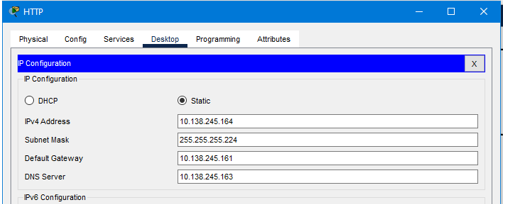 HTTP
Physical Config Services Desktop Programming Attributes
IP Configuration X
IP Configuration
DHCP Static
IPv4 Address 10.138.245.164
Subnet Mask 255.255.255.224
Default Gateway 10.138.245.161
DNS Server 10.138.245.163
IPv6 Configuration